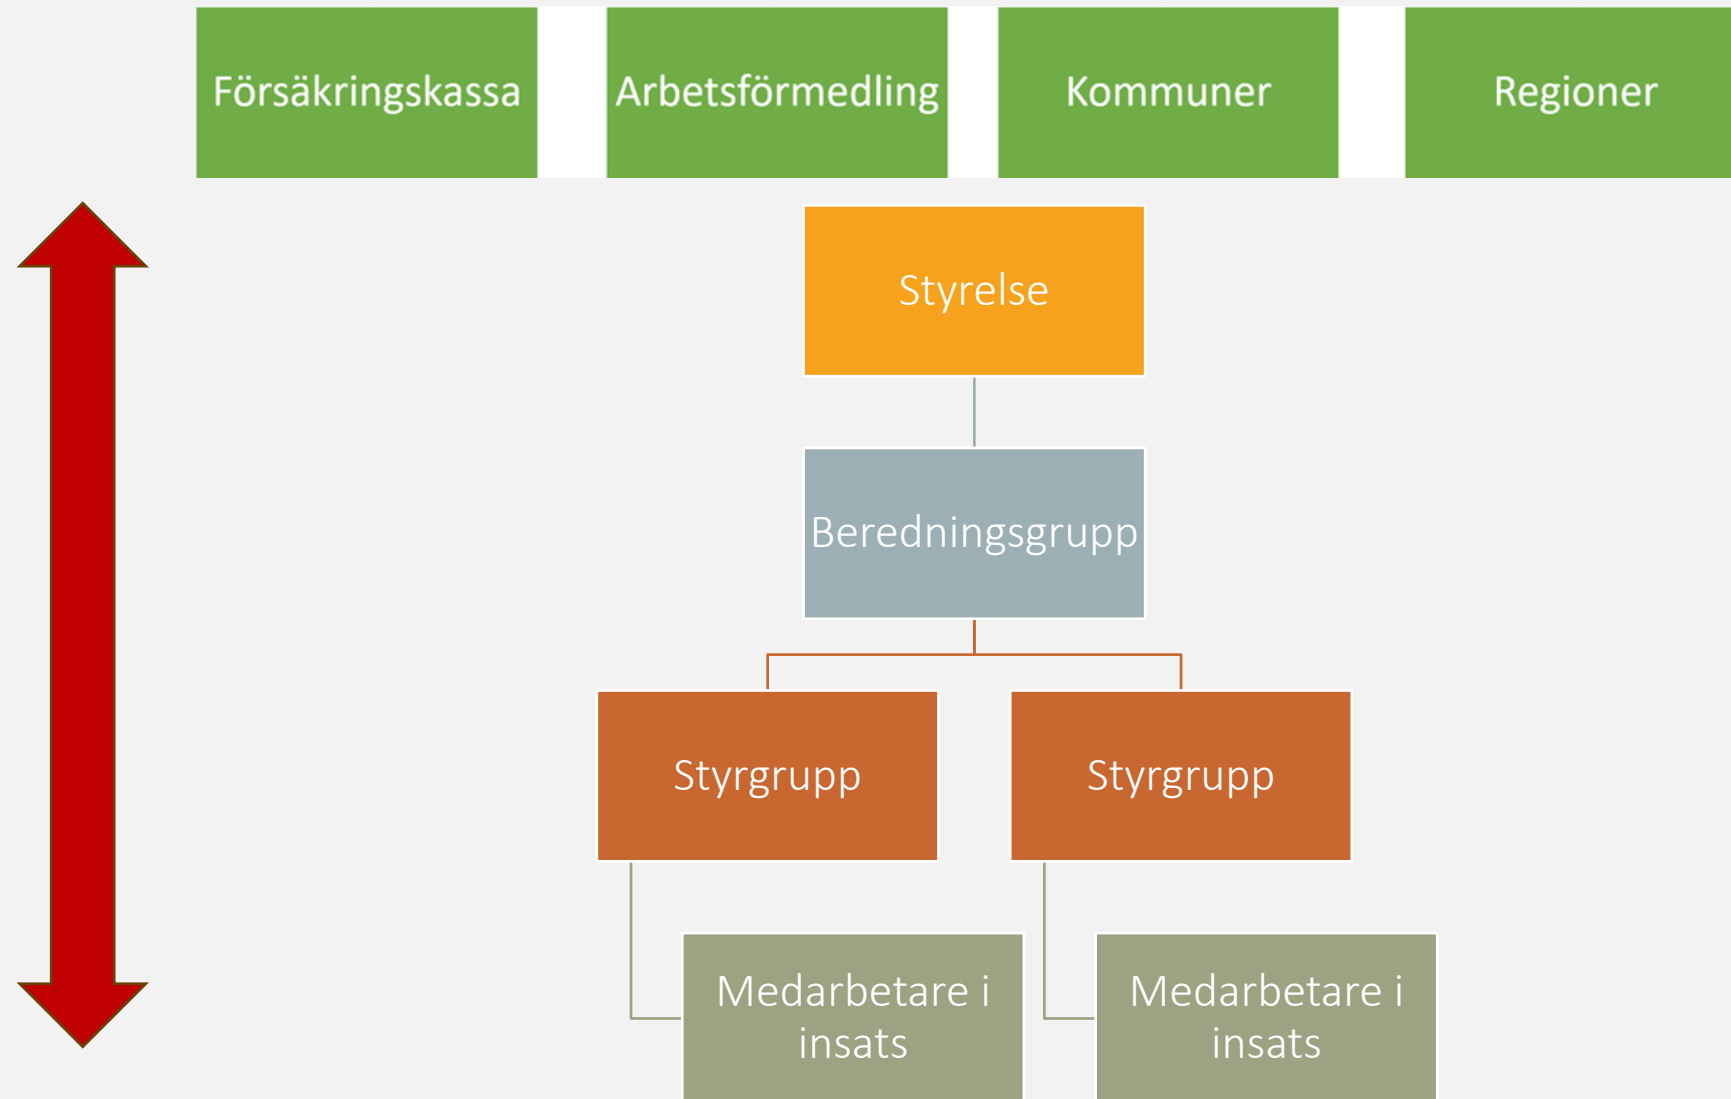 Försäkringskassa
Arbetsförmedling
Kommuner
Regioner
Styrelse
Beredningsgrupp
Styrgrupp
Styrgrupp
Medarbetare i
insats
Medarbetare i
insats